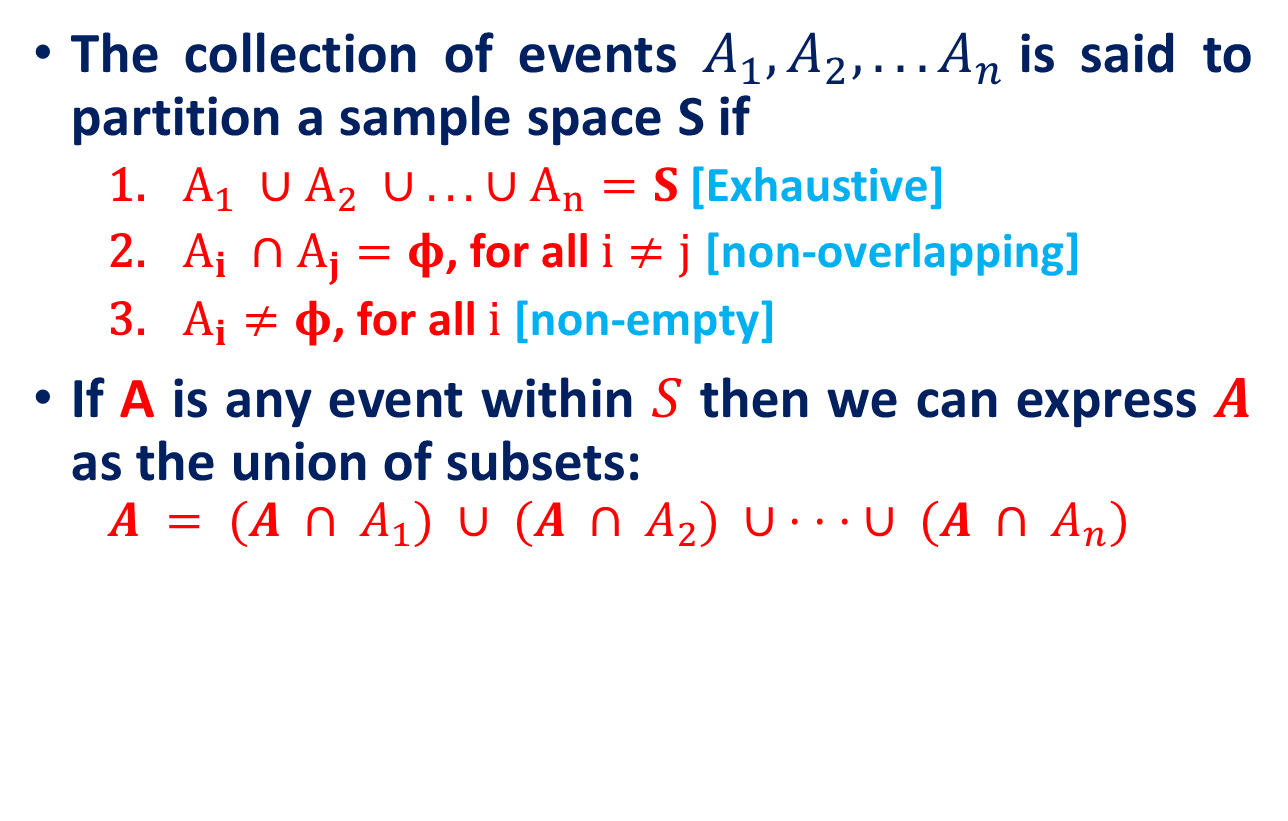 • The collection of events A₁, A₂, . . . Aₙ is said to
partition a sample space S if
1. A₁ ∪ A₂ ∪ . . . ∪ Aₙ = S [Exhaustive]
2. Aᵢ ∩ Aⱼ = ϕ, for all i ≠ j [non-overlapping]
3. Aᵢ ≠ ϕ, for all i [non-empty]
• If A is any event within S then we can express A
as the union of subsets:
A = (A ∩ A₁) ∪ (A ∩ A₂) ∪ · · · ∪ (A ∩ Aₙ)